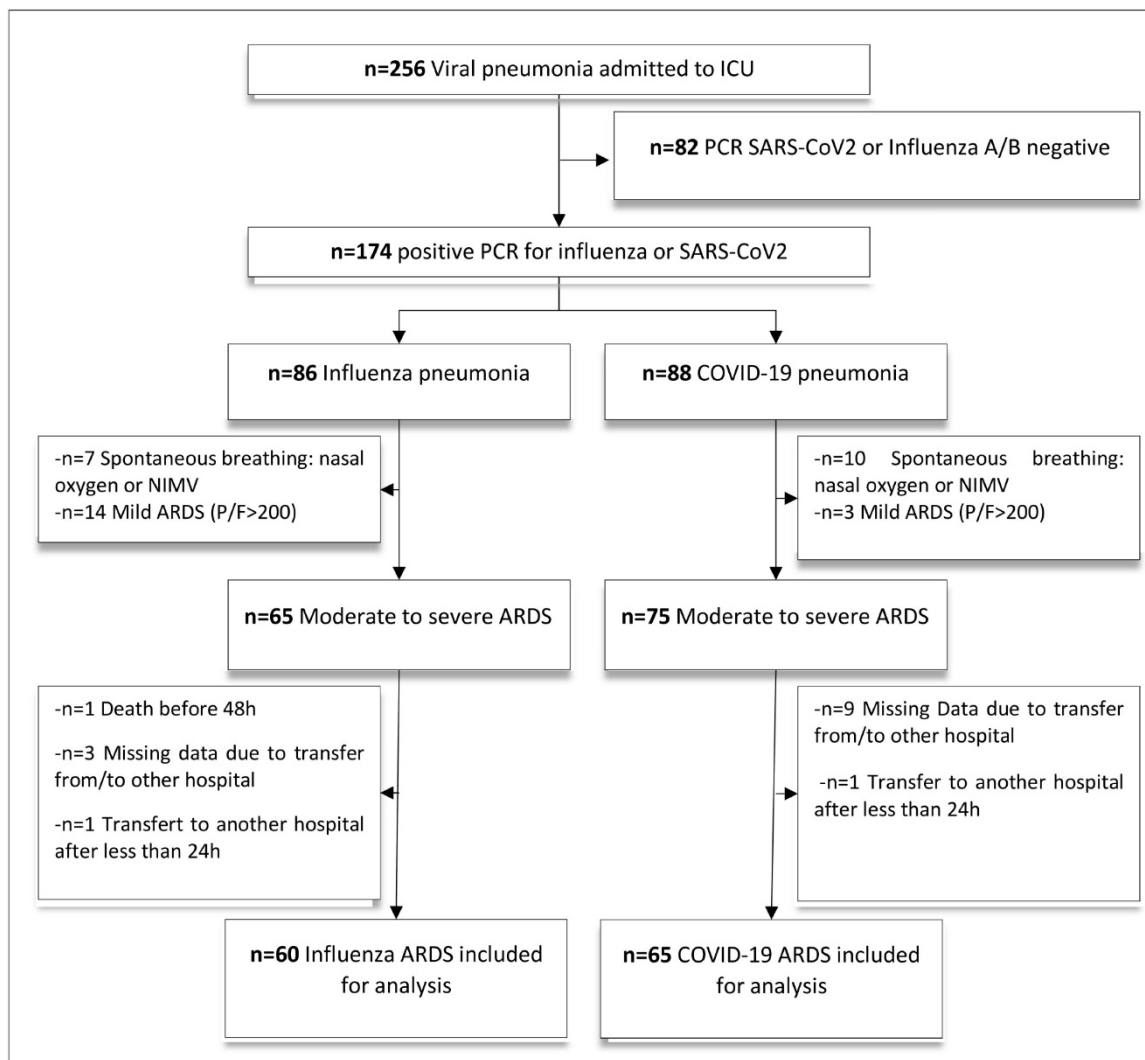 n=256 Viral pneumonia admitted to ICU
n=82 PCR SARS-CoV2 or Influenza A/B negative
n=174 positive PCR for influenza or SARS-CoV2
n=86 Influenza pneumonia
n=88 COVID-19 pneumonia
-n=7 Spontaneous breathing: nasal
oxygen or NIMV
-n=14 Mild ARDS (P/F>200)
-n=10 Spontaneous breathing:
nasal oxygen or NIMV
-n=3 Mild ARDS (P/F>200)
n=65 Moderate to severe ARDS
n=75 Moderate to severe ARDS
-n=1 Death before 48h
-n=3 Missing data due to transfer
from/to other hospital
-n=1 Transfert to another hospital
after less than 24h
-n=9 Missing Data due to transfer
from/to other hospital
-n=1 Transfer to another hospital
after less than 24h
n=60 Influenza ARDS included
for analysis
n=65 COVID-19 ARDS included
for analysis